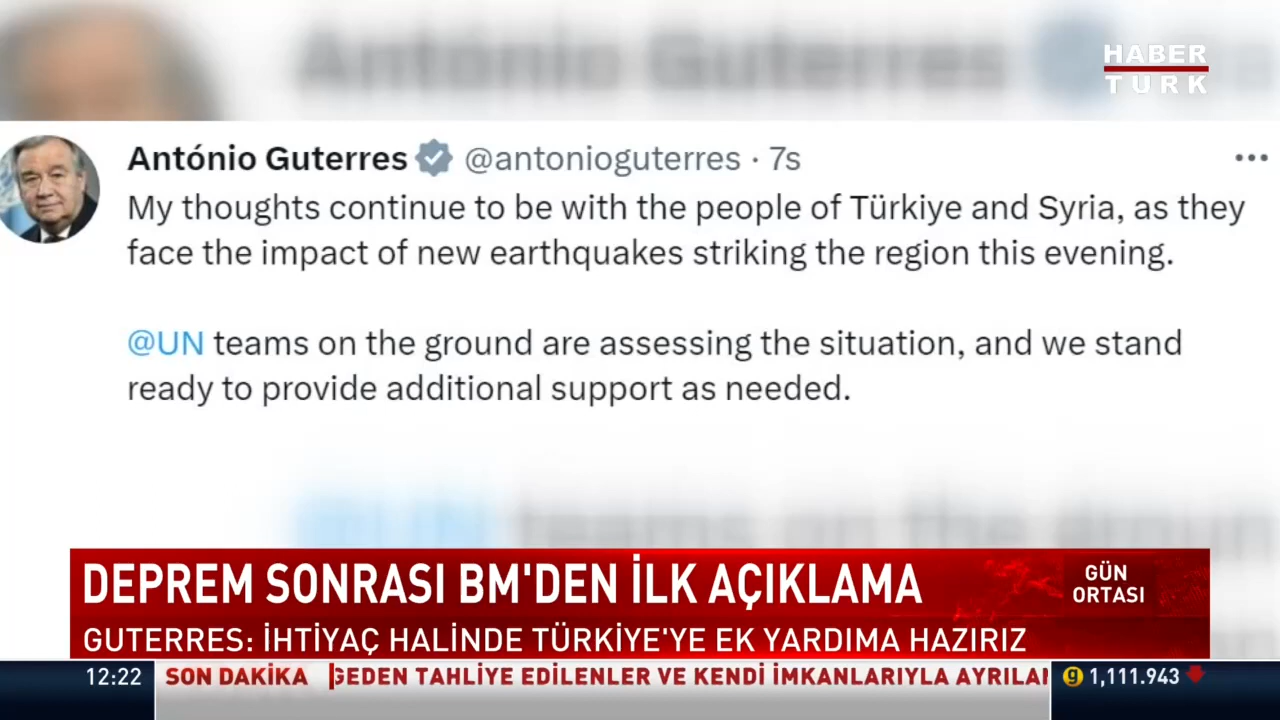 HABER
TURK
António Guterres @antonioguterres · 7s
My thoughts continue to be with the people of Türkiye and Syria, as they
face the impact of new earthquakes striking the region this evening.
@UN teams on the ground are assessing the situation, and we stand
ready to provide additional support as needed.
DEPREM SONRASI BM'DEN İLK AÇIKLAMA
GÜN
ORTASI
GUTERRES: İHTİYAÇ HALİNDE TÜRKİYE'YE EK YARDIMA HAZIRIZ
12:22 SON DAKİKA GEDEN TAHLİYE EDİLENLER VE KENDİ İMKANLARIYLA AYRILAN 1,111.943